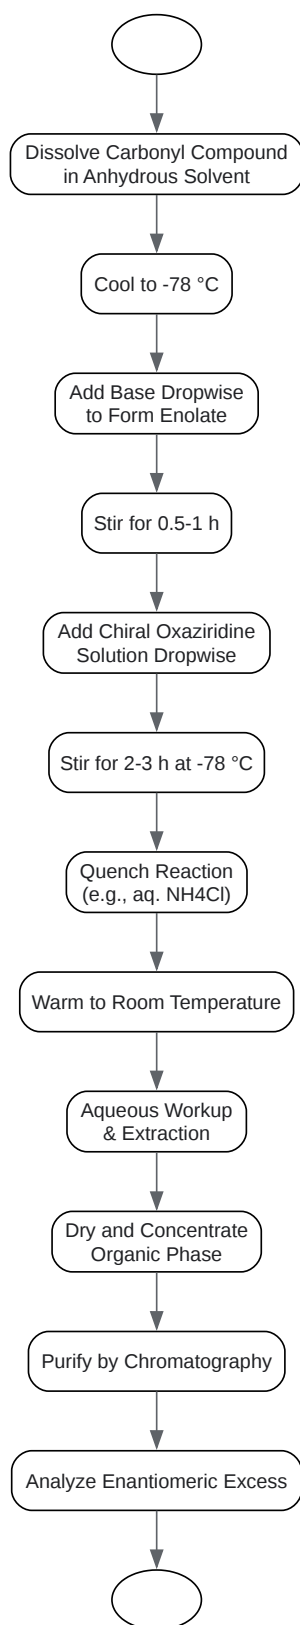 Dissolve Carbonyl Compound
in Anhydrous Solvent
Cool to -78 °C
Add Base Dropwise
to Form Enolate
Stir for 0.5-1 h
Add Chiral Oxaziridine
Solution Dropwise
Stir for 2-3 h at -78 °C
Quench Reaction
(e.g., aq. NH4Cl)
Warm to Room Temperature
Aqueous Workup
& Extraction
Dry and Concentrate
Organic Phase
Purify by Chromatography
Analyze Enantiomeric Excess